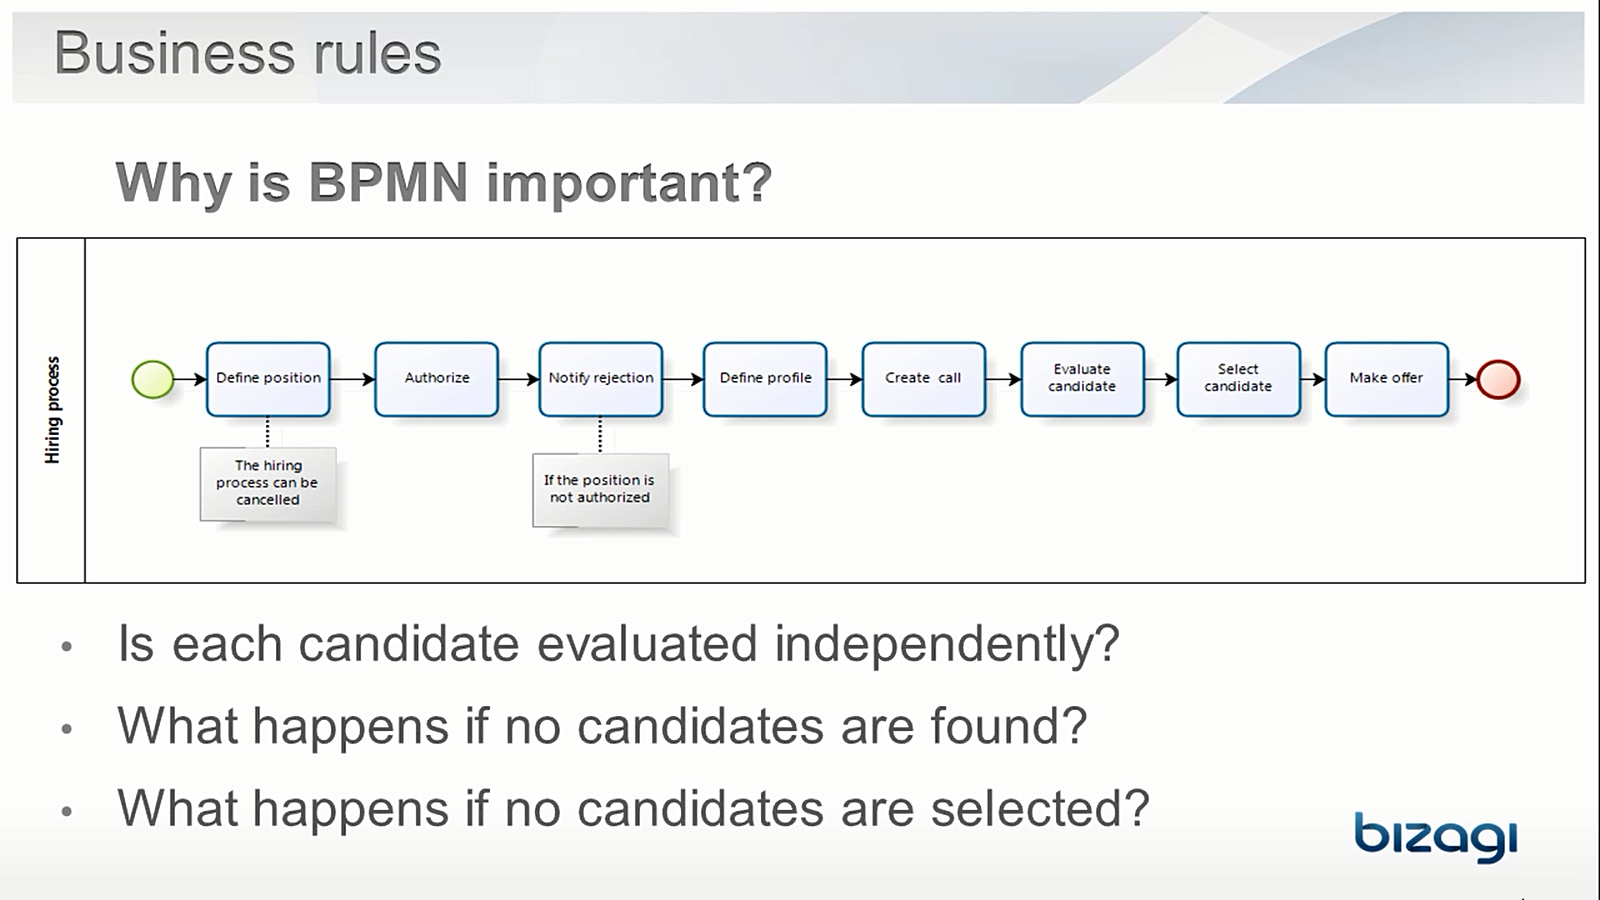 Business rules
Why is BPMN important?
Hiring process
Define position
Authorize
Notify rejection
Define profile
Create call
Evaluate
candidate
Select
candidate
Make offer
The hiring
process can be
cancelled
If the position is
not authorized
• Is each candidate evaluated independently?
• What happens if no candidates are found?
• What happens if no candidates are selected?
bizagi